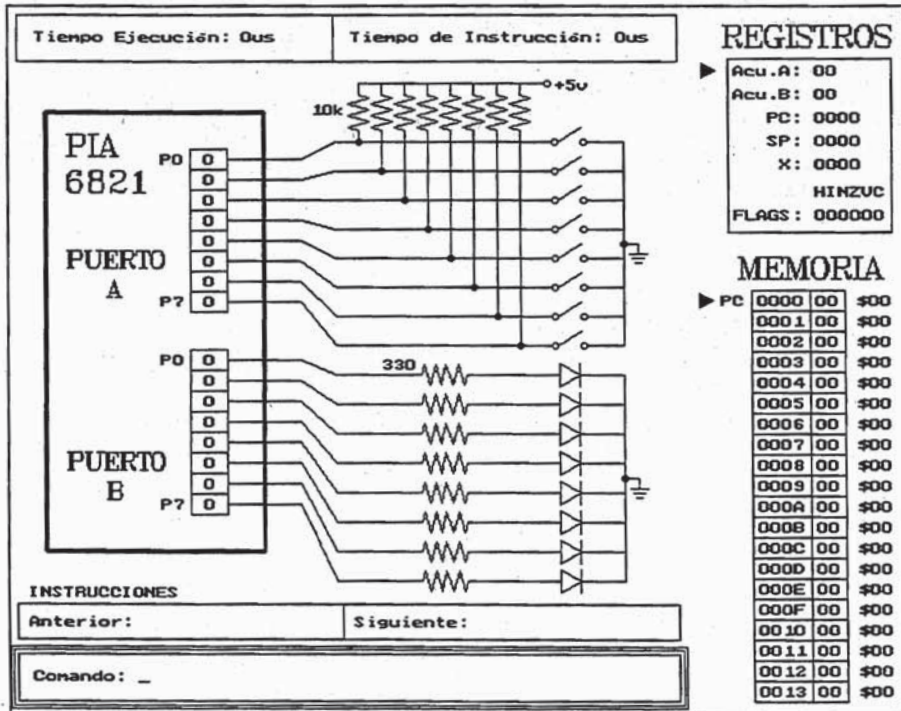 Tiempo Ejecución: 0us
Tiempo de Instrucción: 0us
+5v
10k
PIA
6821
PUERTO
A
P0 0
0
0
0
0
0
0
P7 0
PUERTO
B
P0 0
0
0
0
0
0
0
P7 0
330
INSTRUCCIONES
Anterior:
Siguiente:
Comando: _
REGISTROS
Acu.A: 00
Acu.B: 00
PC: 0000
SP: 0000
X: 0000
HINZVC
FLAGS: 000000
MEMORIA
PC 0000 00 $00
0001 00 $00
0002 00 $00
0003 00 $00
0004 00 $00
0005 00 $00
0006 00 $00
0007 00 $00
0008 00 $00
0009 00 $00
000A 00 $00
000B 00 $00
000C 00 $00
000D 00 $00
000E 00 $00
000F 00 $00
0010 00 $00
0011 00 $00
0012 00 $00
0013 00 $00